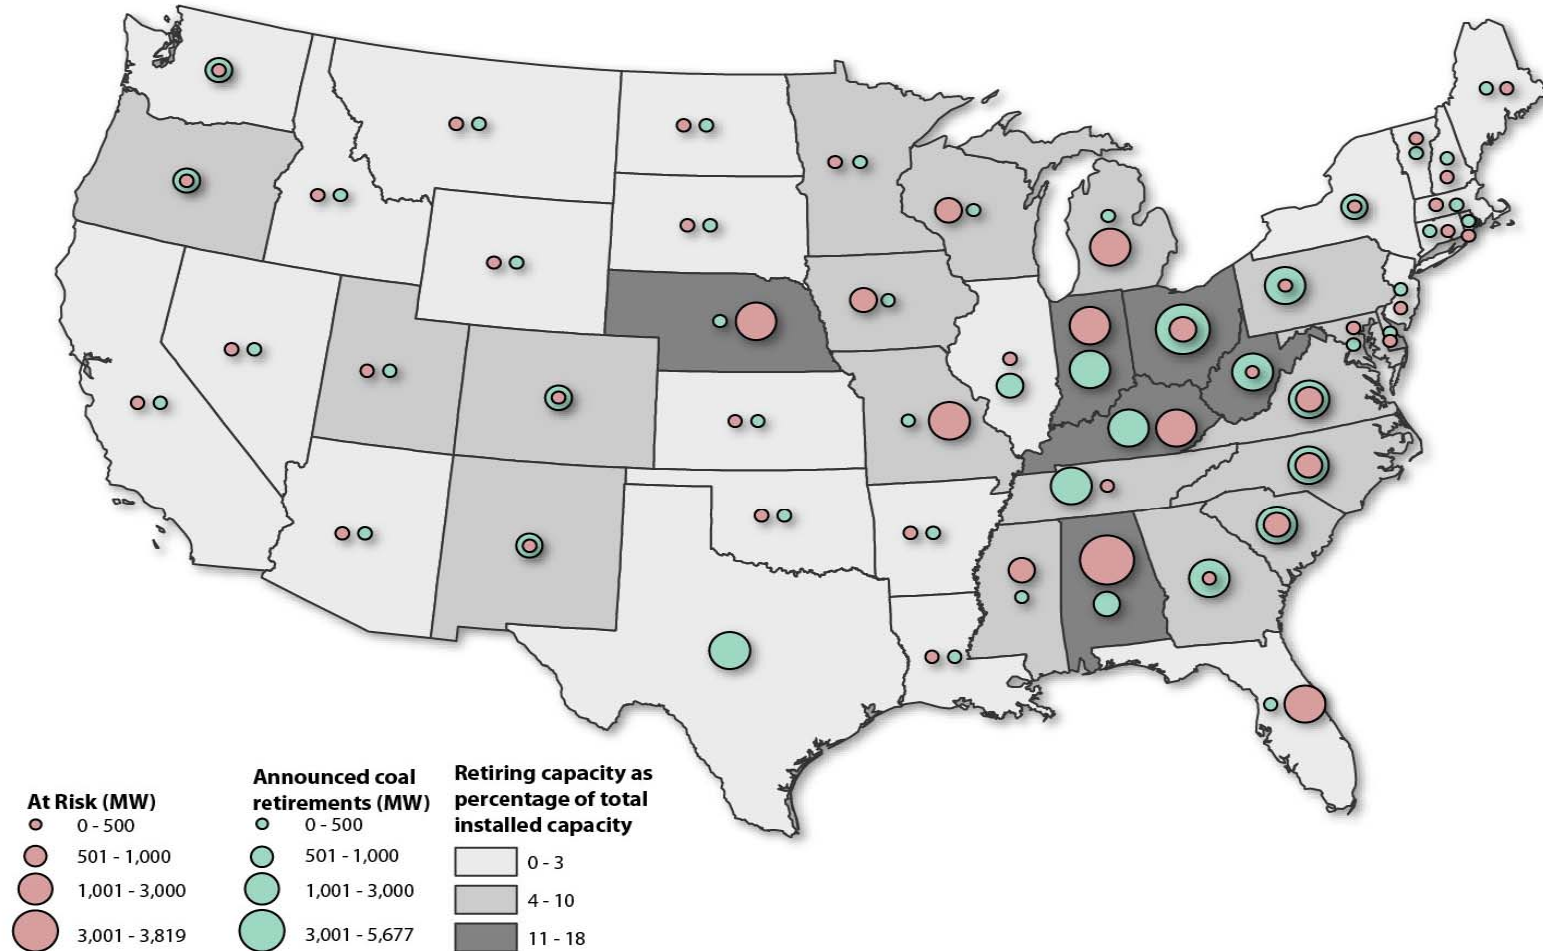 At Risk (MW)
0 - 500
501 - 1,000
1,001 - 3,000
3,001 - 3,819
Announced coal
retirements (MW)
0 - 500
501 - 1,000
1,001 - 3,000
3,001 - 5,677
Retiring capacity as
percentage of total
installed capacity
0 - 3
4 - 10
11 - 18